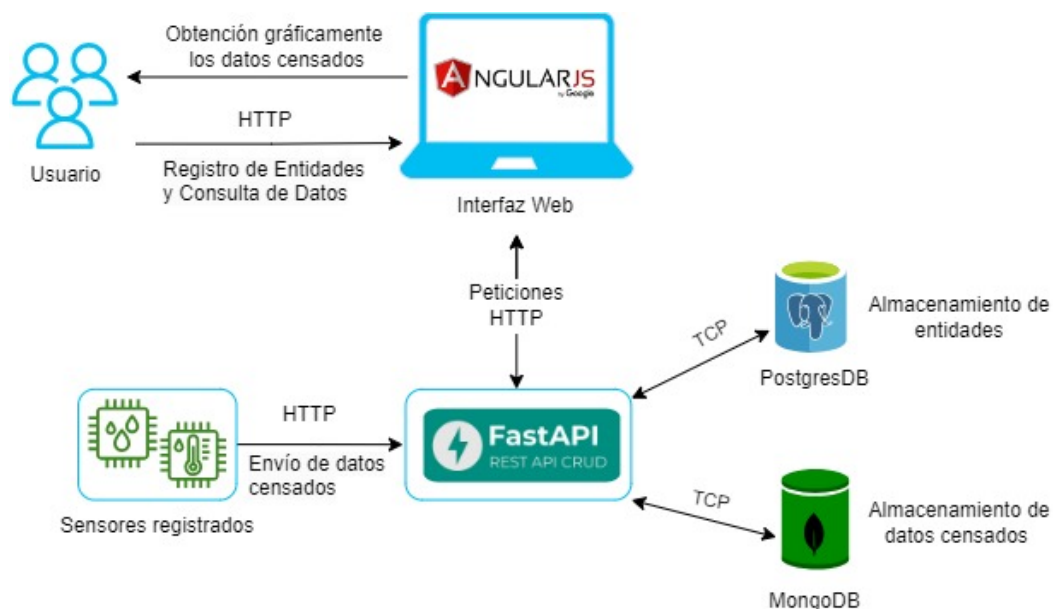 Obtención gráficamente
los datos censados
ANGULARJS
by Google
HTTP
Registro de Entidades
y Consulta de Datos
Usuario
Interfaz Web
Peticiones
HTTP
TCP
Almacenamiento de
entidades
PostgresDB
HTTP
Envío de datos
censados
Sensores registrados
FastAPI
REST API CRUD
TCP
Almacenamiento de
datos censados
MongoDB